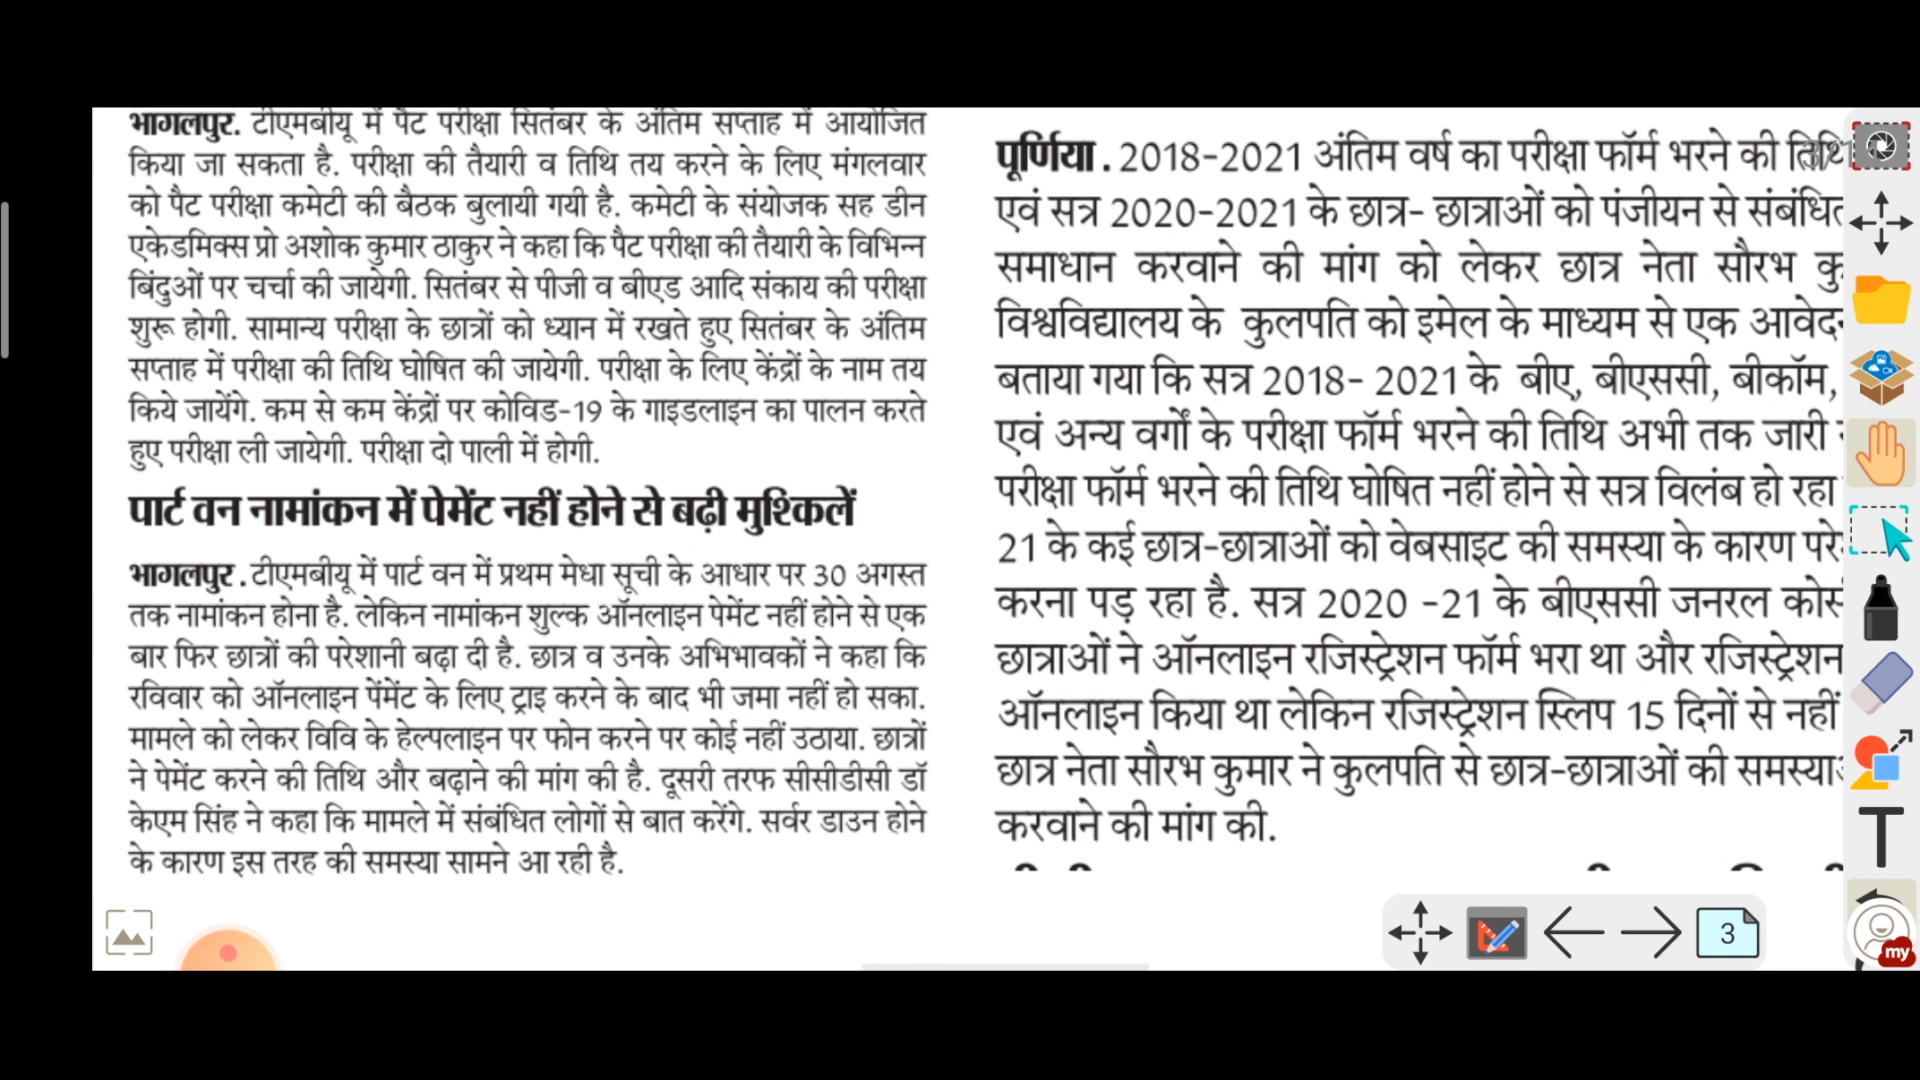 भागलपुर. टीएमबीयू में पैट परीक्षा सितंबर के अंतिम सप्ताह में आयोजित
किया जा सकता है. परीक्षा की तैयारी व तिथि तय करने के लिए मंगलवार
को पैट परीक्षा कमेटी की बैठक बुलायी गयी है. कमेटी के संयोजक सह डीन
एकेडमिक्स प्रो अशोक कुमार ठाकुर ने कहा कि पैट परीक्षा की तैयारी के विभिन्न
बिंदुओं पर चर्चा की जायेगी. सितंबर से पीजी व बीएड आदि संकाय की परीक्षा
शुरू होगी. सामान्य परीक्षा के छात्रों को ध्यान में रखते हुए सितंबर के अंतिम
सप्ताह में परीक्षा की तिथि घोषित की जायेगी. परीक्षा के लिए केंद्रों के नाम तय
किये जायेंगे. कम से कम केंद्रों पर कोविड-19 के गाइडलाइन का पालन करते
हुए परीक्षा ली जायेगी. परीक्षा दो पाली में होगी.
पार्ट वन नामांकन में पेमेंट नहीं होने से बढ़ी मुश्किलें
भागलपुर. टीएमबीयू में पार्ट वन में प्रथम मेधा सूची के आधार पर 30 अगस्त
तक नामांकन होना है. लेकिन नामांकन शुल्क ऑनलाइन पेमेंट नहीं होने से एक
बार फिर छात्रों की परेशानी बढ़ा दी है. छात्र व उनके अभिभावकों ने कहा कि
रविवार को ऑनलाइन पेंमेंट के लिए ट्राइ करने के बाद भी जमा नहीं हो सका.
मामले को लेकर विवि के हेल्पलाइन पर फोन करने पर कोई नहीं उठाया. छात्रों
ने पेमेंट करने की तिथि और बढ़ाने की मांग की है. दूसरी तरफ सीसीडीसी डॉ
केएम सिंह ने कहा कि मामले में संबंधित लोगों से बात करेंगे. सर्वर डाउन होने
के कारण इस तरह की समस्या सामने आ रही है.
पूर्णिया. 2018-2021 अंतिम वर्ष का परीक्षा फॉर्म भरने की तिथि
एवं सत्र 2020-2021 के छात्र- छात्राओं को पंजीयन से संबंधित
समाधान करवाने की मांग को लेकर छात्र नेता सौरभ कु
विश्वविद्यालय के कुलपति को इमेल के माध्यम से एक आवेद
बताया गया कि सत्र 2018- 2021 के बीए, बीएससी, बीकॉम,
एवं अन्य वर्गों के परीक्षा फॉर्म भरने की तिथि अभी तक जारी
परीक्षा फॉर्म भरने की तिथि घोषित नहीं होने से सत्र विलंब हो रहा
21 के कई छात्र-छात्राओं को वेबसाइट की समस्या के कारण परे
करना पड़ रहा है. सत्र 2020 -21 के बीएससी जनरल कोर्स
छात्राओं ने ऑनलाइन रजिस्ट्रेशन फॉर्म भरा था और रजिस्ट्रेशन
ऑनलाइन किया था लेकिन रजिस्ट्रेशन स्लिप 15 दिनों से नहीं
छात्र नेता सौरभ कुमार ने कुलपति से छात्र-छात्राओं की समस्या
करवाने की मांग की.
T
3
my